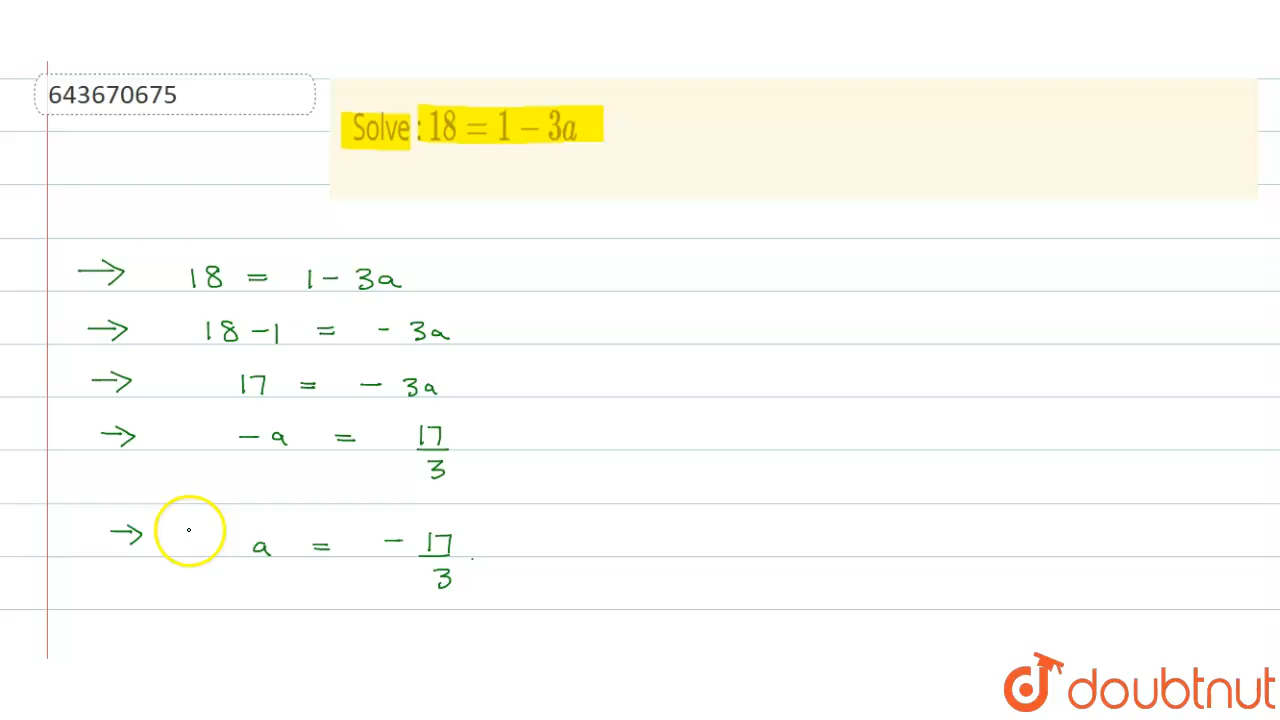 643670675
Solve : 18 = 1 − 3a
→ 18 = 1 - 3a
→ 18 - 1 = - 3a
→ 17 = - 3a
→ - a = 17/3
→ a = - 17/3.
doubtnut